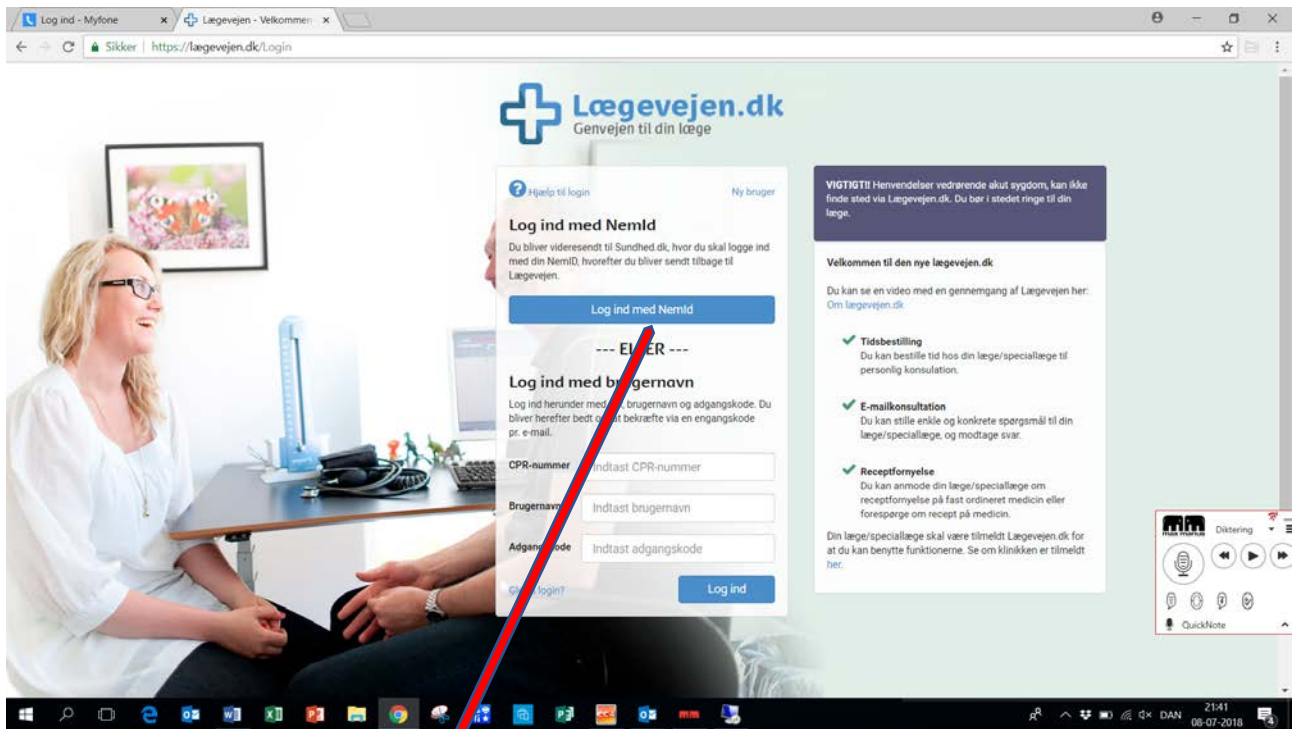 Log ind - Myfone
Lægevejen - Velkommen
Sikker | https://lægevejen.dk/Login
Lægevejen.dk
Genvejen til din læge
Hjælp til login
Ny bruger
Log ind med NemId
Du bliver videresendt til Sundhed.dk, hvor du skal logge ind
med din NemID, hvorefter du bliver sendt tilbage til
Lægevejen.
Log ind med NemId
--- ELLER ---
Log ind med brugernavn
Log ind herunder med brugernavn og adgangskode. Du
bliver herefter bedt om at bekræfte via en engangskode
pr. e-mail.
CPR-nummer
Indtast CPR-nummer
Brugernavn
Indtast brugernavn
Adgangskode
Indtast adgangskode
login?
Log ind
VIGTIGT!! Henvendelser vedrørende akut sygdom, kan ikke
finde sted via Lægevejen.dk. Du bør i stedet ringe til din
læge.
Velkommen til den nye lægevejen.dk
Du kan se en video med en gennemgang af Lægevejen her:
Om lægevejen.dk
Tidsbestilling
Du kan bestille tid hos din læge/speciallæge til
personlig konsulation.
E-mailkonsultation
Du kan stille enkle og konkrete spørgsmål til din
læge/speciallæge, og modtage svar.
Receptfornyelse
Du kan anmode din læge/speciallæge om
receptfornyelse på fast ordineret medicin eller
forespørge om recept på medicin.
Din læge/speciallæge skal være tilmeldt Lægevejen.dk for
at du kan benytte funktionerne. Se om klinikken er tilmeldt
her.
max manus
Diktering
QuickNote
DAN
21:41
08-07-2018